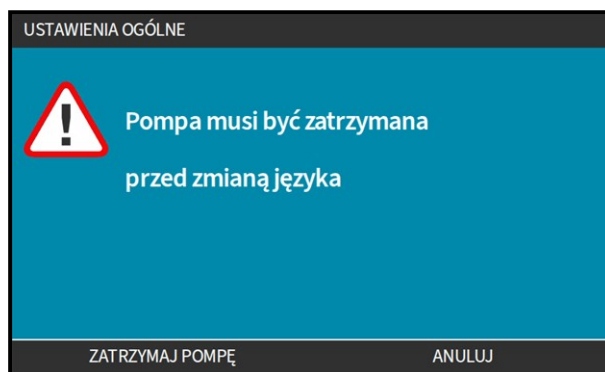 USTAWIENIA OGÓLNE
Pompa musi być zatrzymana
przed zmianą języka
ZATRZYMAJ POMPĘ ANULUJ